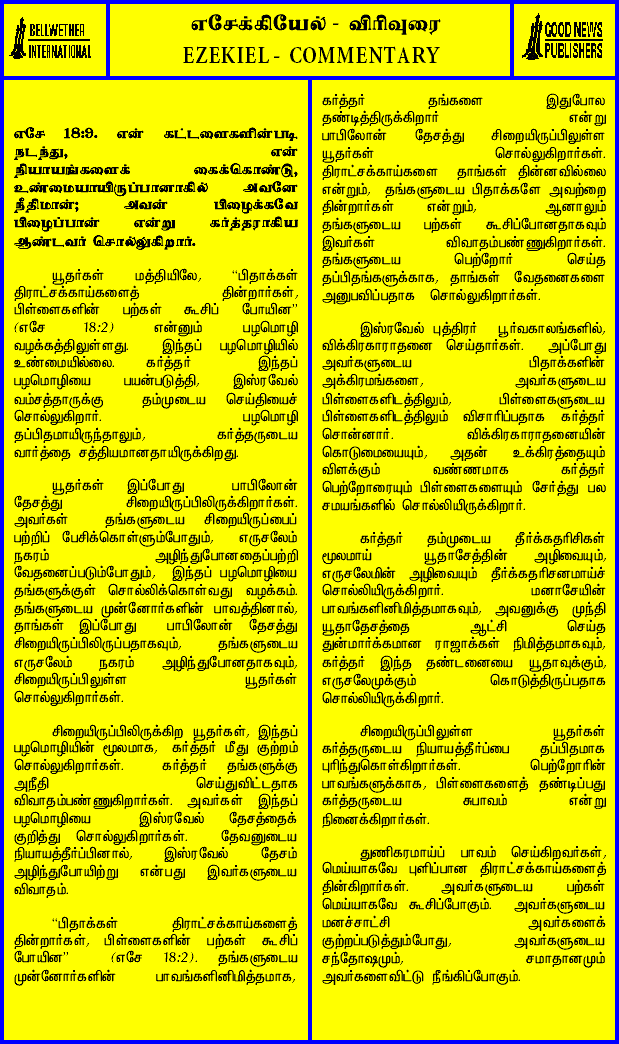 BELLWETHER
INTERNATIONAL
எசேக்கியேல் - விரிவுரை
EZEKIEL - COMMENTARY
GOOD NEWS
PUBLISHERS
எசே 18:9. என் கட்டளைகளின்படி
நடந்து, என்
நியாயங்களைக் கைக்கொண்டு,
உண்மையாயிருப்பானாகில் அவனே
நீதிமான்; அவன் பிழைக்கவே
பிழைப்பான் என்று கர்த்தராகிய
ஆண்டவர் சொல்லுகிறார்.
யூதர்கள் மத்தியிலே, “பிதாக்கள்
திராட்சக்காய்களைத் தின்றார்கள்,
பிள்ளைகளின் பற்கள் கூசிப் போயின”
(எசே 18:2) என்னும் பழமொழி
வழக்கத்திலுள்ளது. இந்தப் பழமொழியில்
உண்மையில்லை. கர்த்தர் இந்தப்
பழமொழியை பயன்படுத்தி, இஸ்ரவேல்
வம்சத்தாருக்கு தம்முடைய செய்தியைச்
சொல்லுகிறார். பழமொழி
தப்பிதமாயிருந்தாலும், கர்த்தருடைய
வார்த்தை சத்தியமானதாயிருக்கிறது.
யூதர்கள் இப்போது பாபிலோன்
தேசத்து சிறையிருப்பிலிருக்கிறார்கள்.
அவர்கள் தங்களுடைய சிறையிருப்பைப்
பற்றிப் பேசிக்கொள்ளும்போதும், எருசலேம்
நகரம் அழிந்துபோனதைப்பற்றி
வேதனைப்படும்போதும், இந்தப் பழமொழியை
தங்களுக்குள் சொல்லிக்கொள்வது வழக்கம்.
தங்களுடைய முன்னோர்களின் பாவத்தினால்,
தாங்கள் இப்போது பாபிலோன் தேசத்து
சிறையிருப்பிலிருப்பதாகவும், தங்களுடைய
எருசலேம் நகரம் அழிந்துபோனதாகவும்,
சிறையிருப்பிலுள்ள யூதர்கள்
சொல்லுகிறார்கள்.
சிறையிருப்பிலிருக்கிற யூதர்கள், இந்தப்
பழமொழியின் மூலமாக, கர்த்தர் மீது குற்றம்
சொல்லுகிறார்கள். கர்த்தர் தங்களுக்கு
அநீதி செய்துவிட்டதாக
விவாதம்பண்ணுகிறார்கள். அவர்கள் இந்தப்
பழமொழியை இஸ்ரவேல் தேசத்தைக்
குறித்து சொல்லுகிறார்கள். தேவனுடைய
நியாயத்தீர்ப்பினால், இஸ்ரவேல் தேசம்
அழிந்துபோயிற்று என்பது இவர்களுடைய
விவாதம்.
“பிதாக்கள் திராட்சக்காய்களைத்
தின்றார்கள், பிள்ளைகளின் பற்கள் கூசிப்
போயின” (எசே 18:2). தங்களுடைய
முன்னோர்களின் பாவங்களினிமித்தமாக,
கர்த்தர் தங்களை இதுபோல
தண்டித்திருக்கிறார் என்று
பாபிலோன் தேசத்து சிறையிருப்பிலுள்ள
யூதர்கள் சொல்லுகிறார்கள்.
திராட்சக்காய்களை தாங்கள் தின்னவில்லை
என்றும், தங்களுடைய பிதாக்களே அவற்றை
தின்றார்கள் என்றும், ஆனாலும்
தங்களுடைய பற்கள் கூசிப்போனதாகவும்
இவர்கள் விவாதம்பண்ணுகிறார்கள்.
தங்களுடைய பெற்றோர் செய்த
தப்பிதங்களுக்காக, தாங்கள் வேதனைகளை
அனுபவிப்பதாக சொல்லுகிறார்கள்.
இஸ்ரவேல் புத்திரர் பூர்வகாலங்களில்,
விக்கிரகாராதனை செய்தார்கள். அப்போது
அவர்களுடைய பிதாக்களின்
அக்கிரமங்களை, அவர்களுடைய
பிள்ளைகளிடத்திலும், பிள்ளைகளுடைய
பிள்ளைகளிடத்திலும் விசாரிப்பதாக கர்த்தர்
சொன்னார். விக்கிரகாராதனையின்
கொடுமையையும், அதன் உக்கிரத்தையும்
விளக்கும் வண்ணமாக கர்த்தர்
பெற்றோரையும் பிள்ளைகளையும் சேர்த்து பல
சமயங்களில் சொல்லியிருக்கிறார்.
கர்த்தர் தம்முடைய தீர்க்கதரிசிகள்
மூலமாய் யூதாசேத்தின் அழிவையும்,
எருசலேமின் அழிவையும் தீர்க்கதரிசனமாய்ச்
சொல்லியிருக்கிறார். மனாசேயின்
பாவங்களினிமித்தமாகவும், அவனுக்கு முந்தி
யூதாதேசத்தை ஆட்சி செய்த
துன்மார்க்கமான ராஜாக்கள் நிமித்தமாகவும்,
கர்த்தர் இந்த தண்டனையை யூதாவுக்கும்,
எருசலேமுக்கும் கொடுத்திருப்பதாக
சொல்லியிருக்கிறார்.
சிறையிருப்பிலுள்ள யூதர்கள்
கர்த்தருடைய நியாயத்தீர்ப்பை தப்பிதமாக
புரிந்துகொள்கிறார்கள். பெற்றோரின்
பாவங்களுக்காக, பிள்ளைகளைத் தண்டிப்பது
கர்த்தருடைய சுபாவம் என்று
நினைக்கிறார்கள்.
துணிகரமாய்ப் பாவம் செய்கிறவர்கள்,
மெய்யாகவே புளிப்பான திராட்சக்காய்களைத்
தின்கிறார்கள். அவர்களுடைய பற்கள்
மெய்யாகவே கூசிப்போகும். அவர்களுடைய
மனச்சாட்சி அவர்களைக்
குற்றப்படுத்தும்போது, அவர்களுடைய
சந்தோஷமும், சமாதானமும்
அவர்களைவிட்டு நீங்கிப்போகும்.